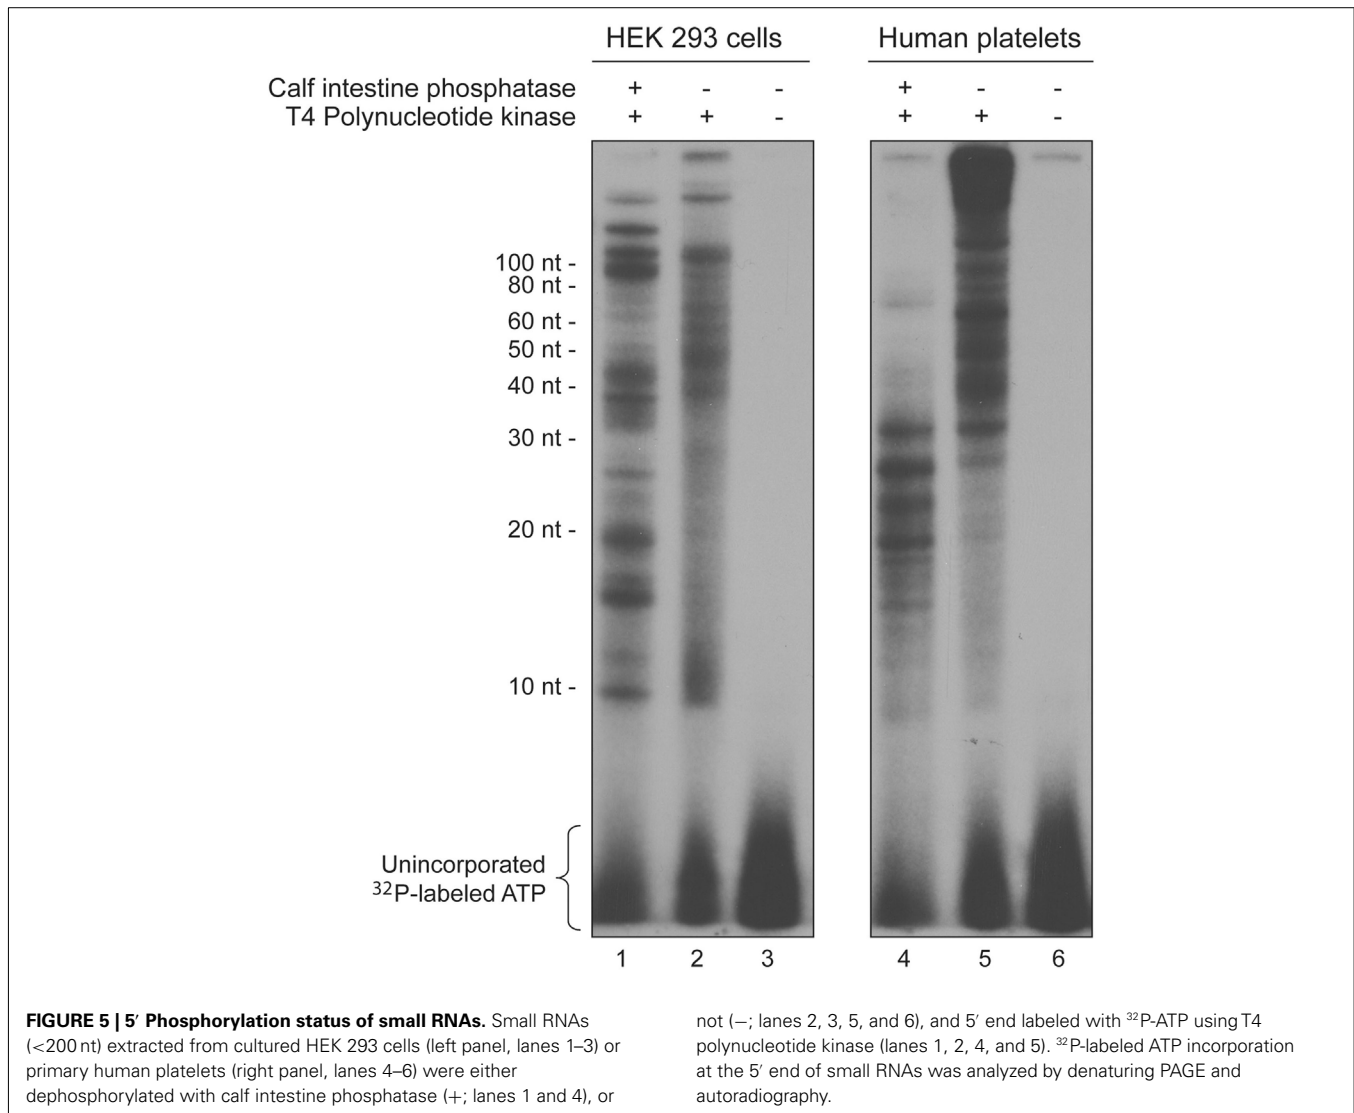 HEK 293 cells Human platelets
Calf intestine phosphatase + - - + - -
T4 Polynucleotide kinase + + - + + -
100 nt -
80 nt -
60 nt -
50 nt -
40 nt -
30 nt -
20 nt -
10 nt -
Unincorporated
³²P-labeled ATP
1 2 3 4 5 6
FIGURE 5 | 5′ Phosphorylation status of small RNAs. Small RNAs
(<200 nt) extracted from cultured HEK 293 cells (left panel, lanes 1–3) or
primary human platelets (right panel, lanes 4–6) were either
dephosphorylated with calf intestine phosphatase (+; lanes 1 and 4), or
not (−; lanes 2, 3, 5, and 6), and 5′ end labeled with ³²P-ATP using T4
polynucleotide kinase (lanes 1, 2, 4, and 5). ³²P-labeled ATP incorporation
at the 5′ end of small RNAs was analyzed by denaturing PAGE and
autoradiography.